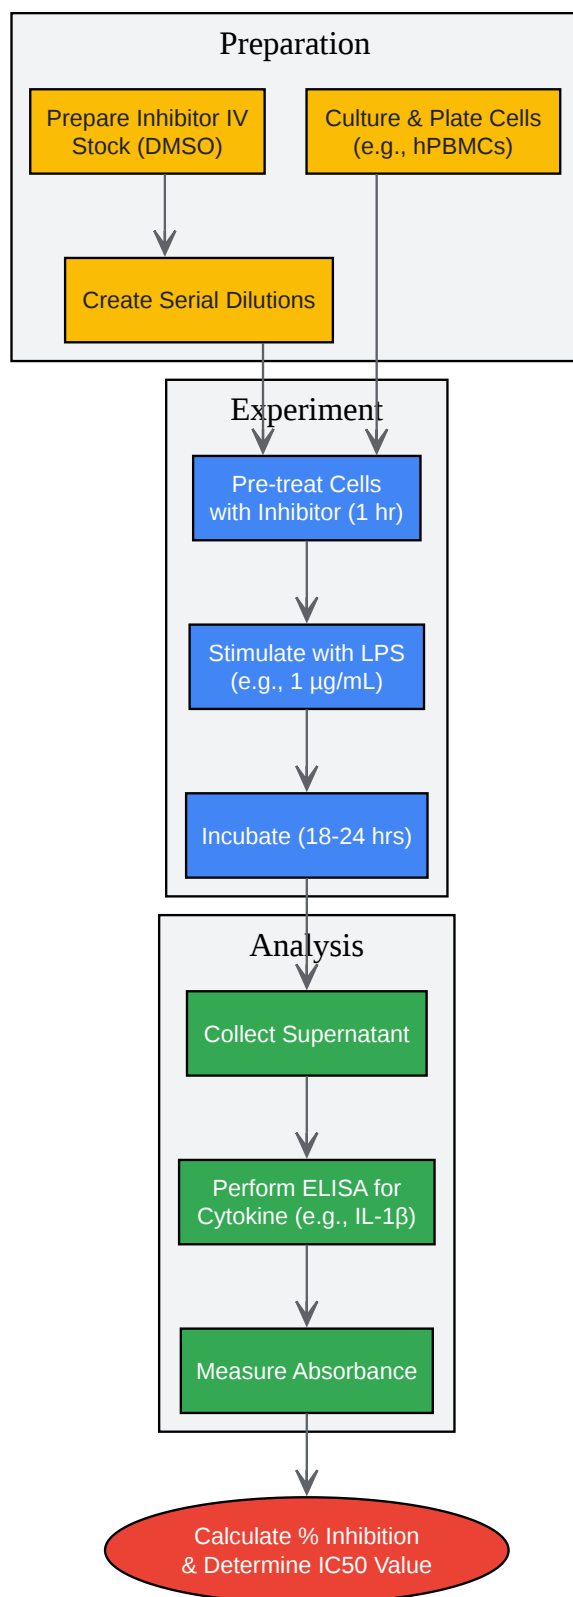 Preparation
Prepare Inhibitor IV
Stock (DMSO)
Culture & Plate Cells
(e.g., hPBMCs)
Create Serial Dilutions
Experiment
Pre-treat Cells
with Inhibitor (1 hr)
Stimulate with LPS
(e.g., 1 µg/mL)
Incubate (18-24 hrs)
Analysis
Collect Supernatant
Perform ELISA for
Cytokine (e.g., IL-1β)
Measure Absorbance
Calculate % Inhibition
& Determine IC50 Value